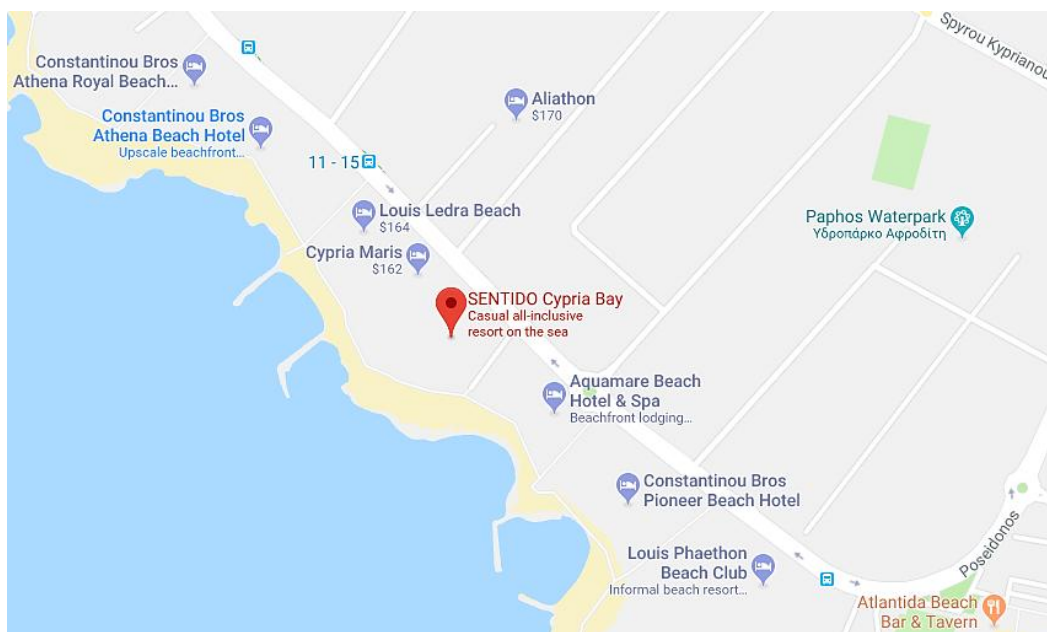 Spyrou Kyprianou
Constantinou Bros
Athena Royal Beach...
Aliathon
$170
Constantinou Bros
Athena Beach Hotel
Upscale beachfront...
11 - 15
Louis Ledra Beach
$164
Paphos Waterpark
Υδροπάρκο Αφροδίτη
Cypria Maris
$162
SENTIDO Cypria Bay
Casual all-inclusive
resort on the sea
Aquamare Beach
Hotel & Spa
Beachfront lodging...
Constantinou Bros
Pioneer Beach Hotel
Poseidonos
Louis Phaethon
Beach Club
Informal beach resort...
Atlantida Beach
Bar & Tavern